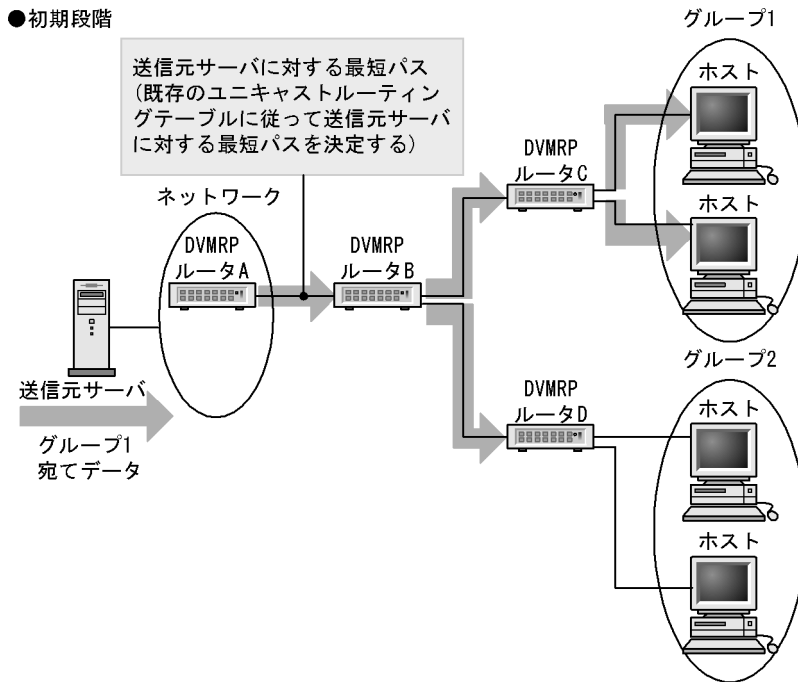 ●初期段階
グループ1
送信元サーバに対する最短パス
(既存のユニキャストルーティン
グテーブルに従って送信元サーバ
に対する最短パスを決定する)
ホスト
DVMRP
ルータC
ホスト
ネットワーク
DVMRP
ルータA
DVMRP
ルータB
送信元サーバ
グループ1
宛てデータ
グループ2
DVMRP
ルータD
ホスト
ホスト